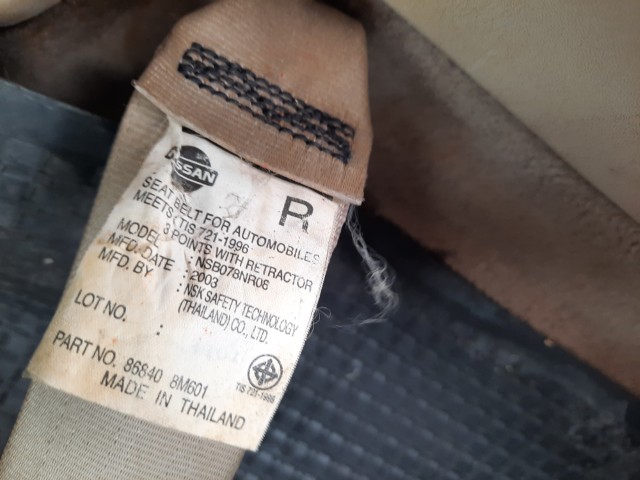 NISSAN
R
SEAT BELT FOR AUTOMOBILES
MEETS TIS 721-1996
3 POINTS WITH RETRACTOR
MODEL : NSB078NR08
MFD. DATE : 2003
MFD. BY : NSK SAFETY TECHNOLOGY
(THAILAND) CO., LTD.
LOT NO. :
PART NO. 86840 8M601
MADE IN THAILAND
TIS 721-1996